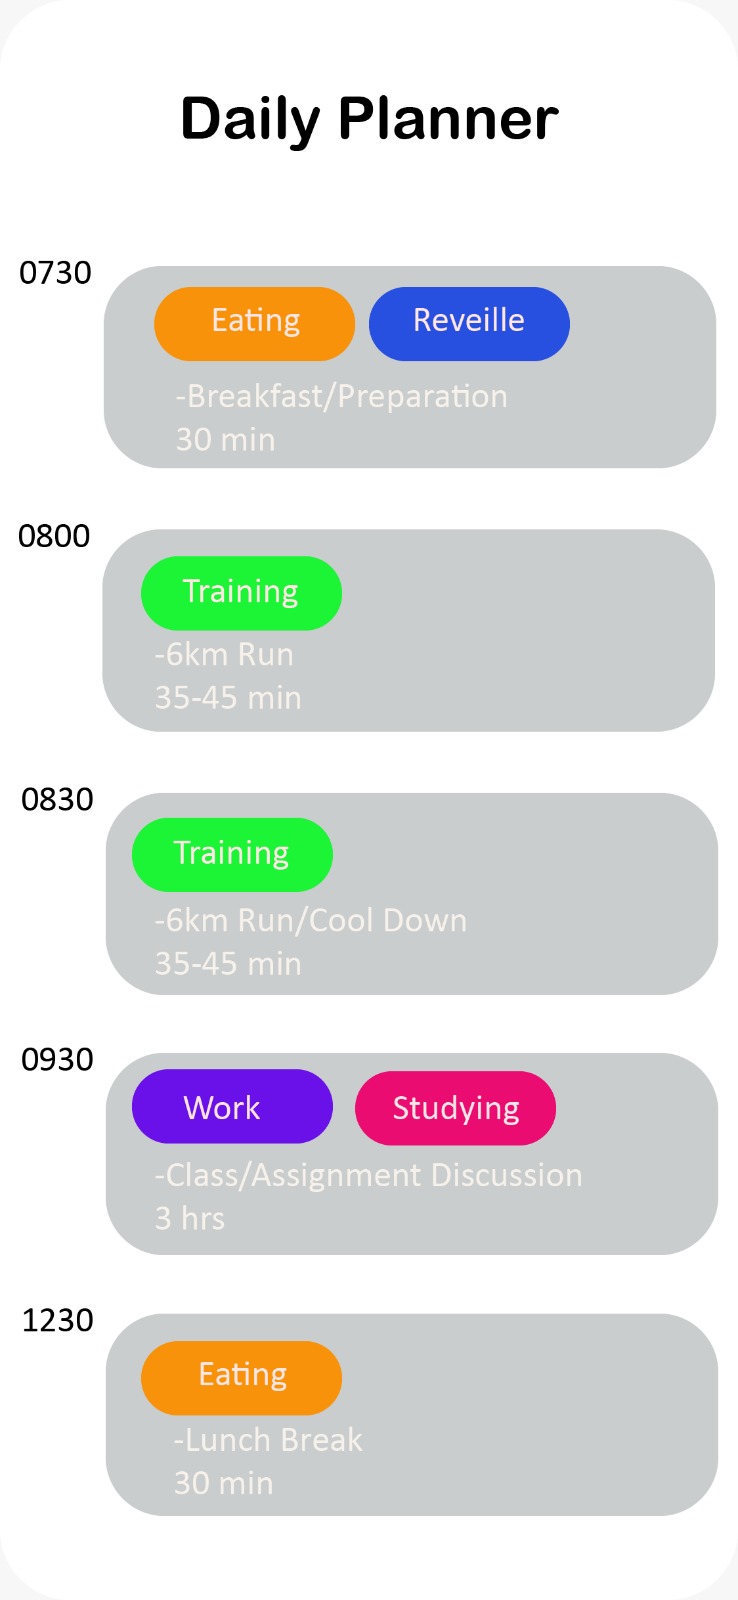 Daily Planner
0730
Eating
Reveille
-Breakfast/Preparation
30 min
0800
Training
-6km Run
35-45 min
0830
Training
-6km Run/Cool Down
35-45 min
0930
Work
Studying
-Class/Assignment Discussion
3 hrs
1230
Eating
-Lunch Break
30 min